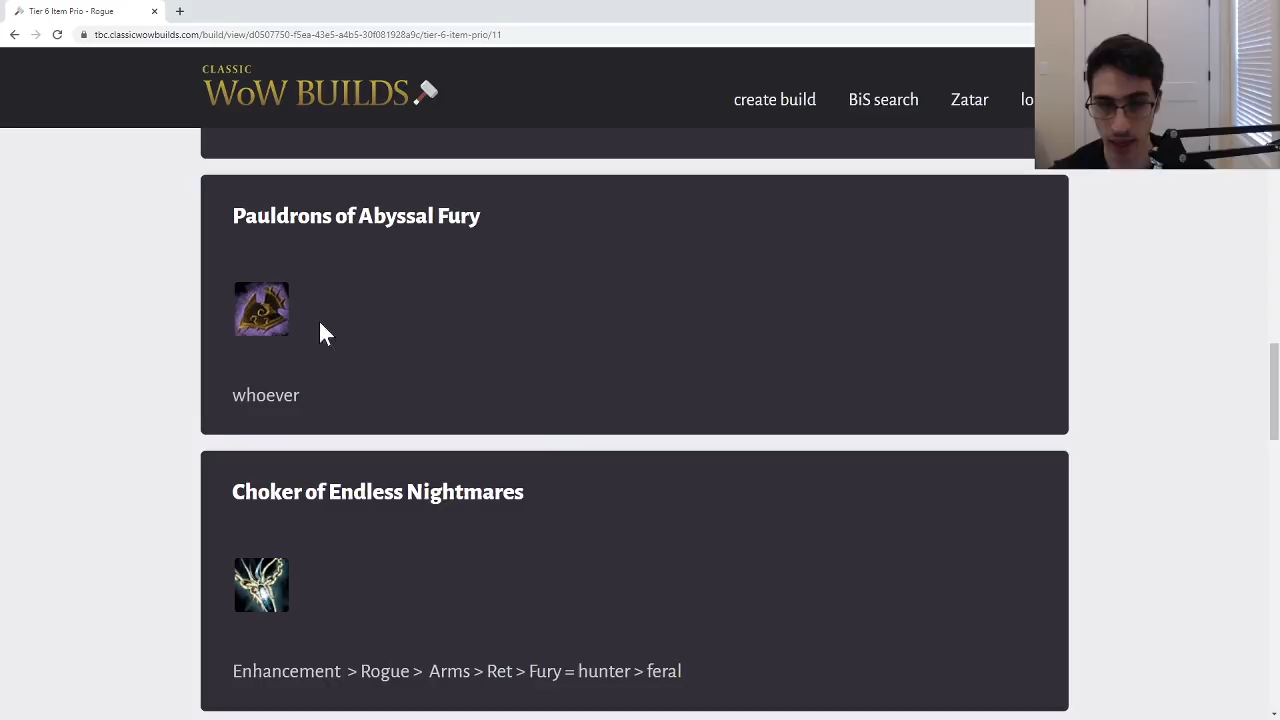 Tier 6 Item Prio - Rogue
tbc.classicwowbuilds.com/build/view/d0507750-f5ea-43e5-a4b5-30f081928a9c/tier-6-item-prio/11
CLASSIC
WoW BUILDS
create build
BiS search
Zatar
lo
Pauldrons of Abyssal Fury
whoever
Choker of Endless Nightmares
Enhancement > Rogue > Arms > Ret > Fury = hunter > feral